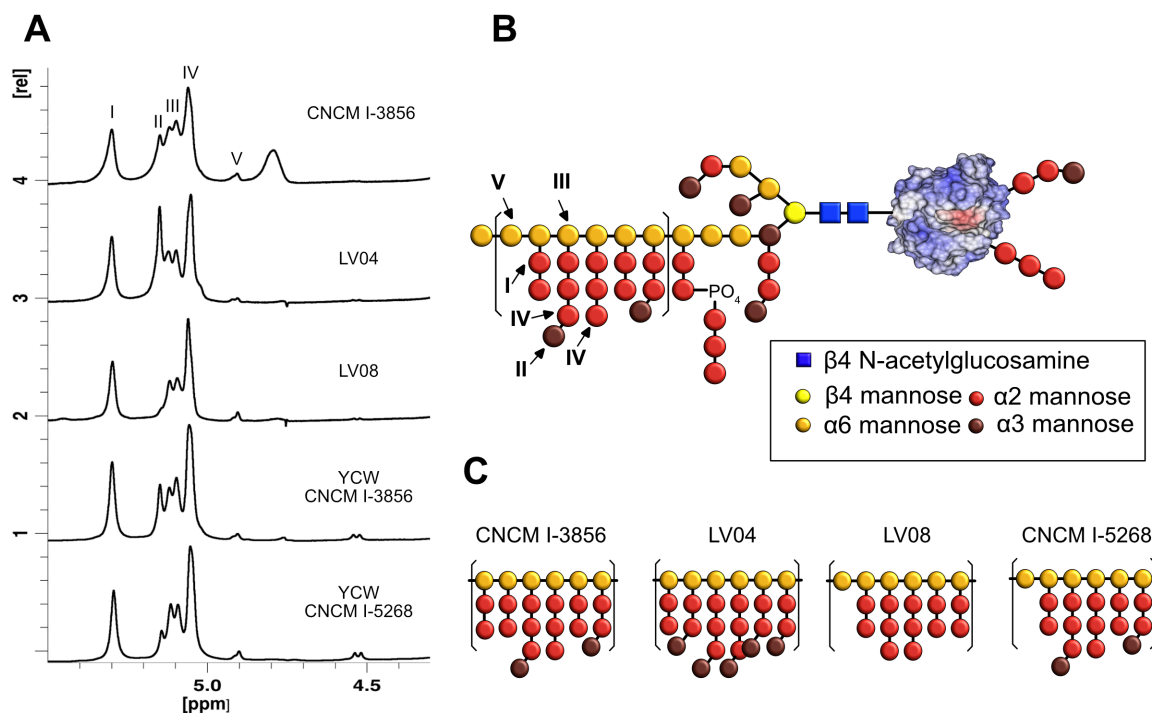 A
[rel]
I
II
III
IV
V
CNCM I-3856
4
LV04
3
LV08
2
YCW
CNCM I-3856
1
YCW
CNCM I-5268
5.0
4.5
[ppm]
B
V
III
I
IV
II
IV
PO4
β4 N-acetylglucosamine
β4 mannose
α2 mannose
α6 mannose
α3 mannose
C
CNCM I-3856
LV04
LV08
CNCM I-5268